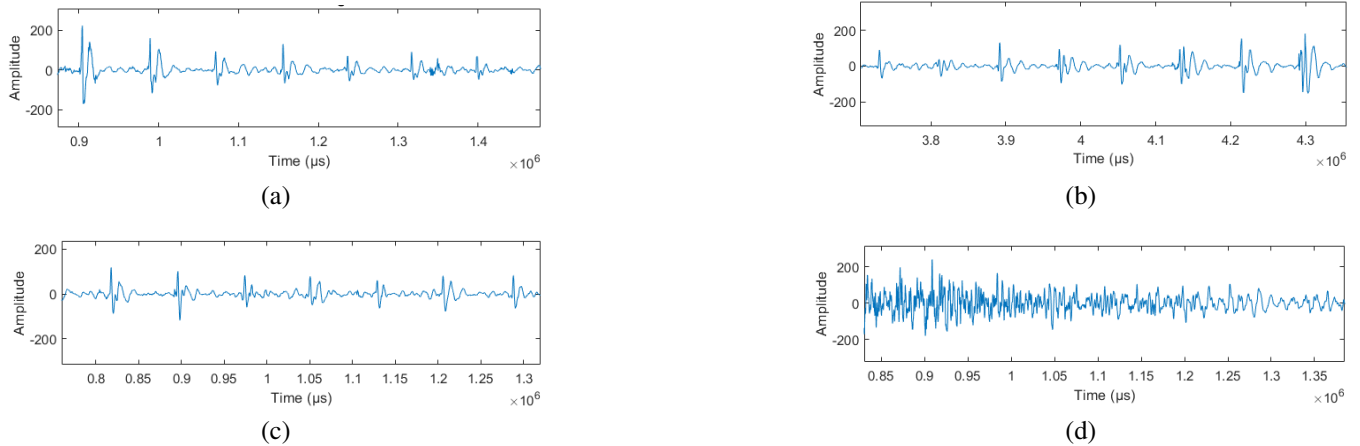 200
0
-200
Amplitude
0.9 1 1.1 1.2 1.3 1.4
Time (µs)
×10^6
(a)
200
0
-200
Amplitude
3.8 3.9 4 4.1 4.2 4.3
Time (µs)
×10^6
(b)
200
0
-200
Amplitude
0.8 0.85 0.9 0.95 1 1.05 1.1 1.15 1.2 1.25 1.3
Time (µs)
×10^6
(c)
200
0
-200
Amplitude
0.85 0.9 0.95 1 1.05 1.1 1.15 1.2 1.25 1.3 1.35
Time (µs)
×10^6
(d)